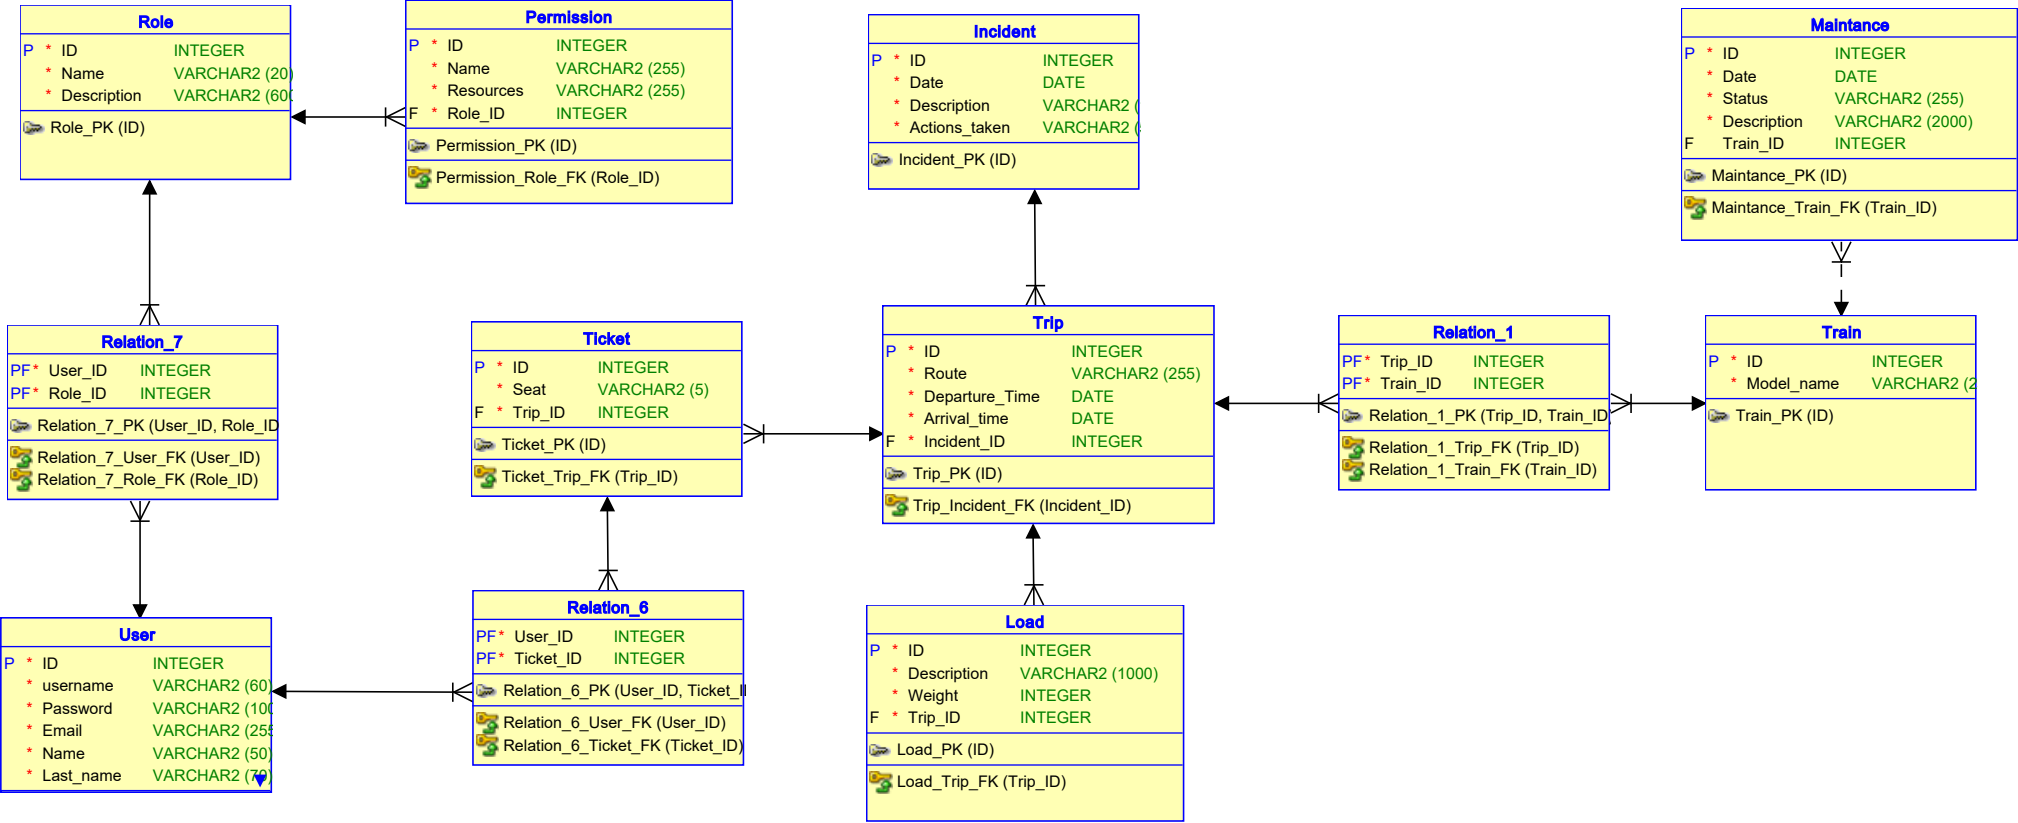 Role
P * ID INTEGER
* Name VARCHAR2 (20)
* Description VARCHAR2 (60
Role_PK (ID)
Permission
P * ID INTEGER
* Name VARCHAR2 (255)
* Resources VARCHAR2 (255)
F * Role_ID INTEGER
Permission_PK (ID)
Permission_Role_FK (Role_ID)
Incident
P * ID INTEGER
* Date DATE
* Description VARCHAR2 (
* Actions_taken VARCHAR2 (
Incident_PK (ID)
Maintance
P * ID INTEGER
* Date DATE
* Status VARCHAR2 (255)
* Description VARCHAR2 (2000)
F Train_ID INTEGER
Maintance_PK (ID)
Maintance_Train_FK (Train_ID)
Relation_7
PF * User_ID INTEGER
PF * Role_ID INTEGER
Relation_7_PK (User_ID, Role_ID
Relation_7_User_FK (User_ID)
Relation_7_Role_FK (Role_ID)
Ticket
P * ID INTEGER
* Seat VARCHAR2 (5)
F * Trip_ID INTEGER
Ticket_PK (ID)
Ticket_Trip_FK (Trip_ID)
Trip
P * ID INTEGER
* Route VARCHAR2 (255)
* Departure_Time DATE
* Arrival_time DATE
F * Incident_ID INTEGER
Trip_PK (ID)
Trip_Incident_FK (Incident_ID)
Relation_1
PF * Trip_ID INTEGER
PF * Train_ID INTEGER
Relation_1_PK (Trip_ID, Train_ID
Relation_1_Trip_FK (Trip_ID)
Relation_1_Train_FK (Train_ID)
Train
P * ID INTEGER
* Model_name VARCHAR2 (2
Train_PK (ID)
User
P * ID INTEGER
* username VARCHAR2 (60)
* Password VARCHAR2 (100
* Email VARCHAR2 (255
* Name VARCHAR2 (50)
* Last_name VARCHAR2 (70)
Relation_6
PF * User_ID INTEGER
PF * Ticket_ID INTEGER
Relation_6_PK (User_ID, Ticket_I
Relation_6_User_FK (User_ID)
Relation_6_Ticket_FK (Ticket_ID)
Load
P * ID INTEGER
* Description VARCHAR2 (1000)
* Weight INTEGER
F * Trip_ID INTEGER
Load_PK (ID)
Load_Trip_FK (Trip_ID)